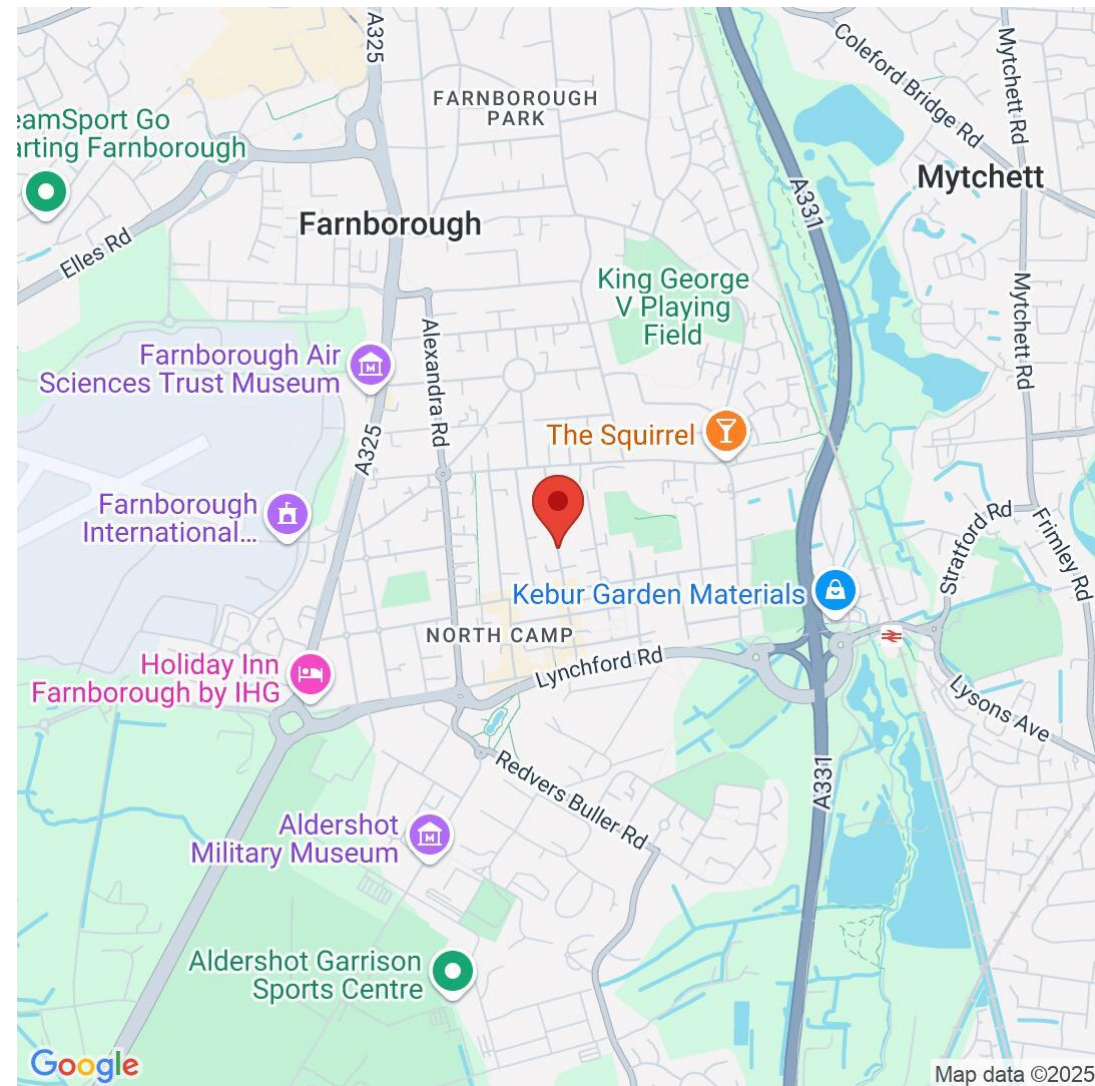 A325
Coleford Bridge Rd
Mytchett Rd
FARNBOROUGH
PARK
eamSport Go
arting Farnborough
Mytchett
A331
Farnborough
Elles Rd
King George
V Playing
Field
Mytchett Rd
Alexandra Rd
Farnborough Air
Sciences Trust Museum
The Squirrel
A325
Farnborough
International...
Stratford Rd
Frimley Rd
Kebur Garden Materials
NORTH CAMP
Lynchford Rd
Holiday Inn
Farnborough by IHG
Lysons Ave
Redvers Buller Rd
A331
Aldershot
Military Museum
Aldershot Garrison
Sports Centre
Google
Map data ©2025